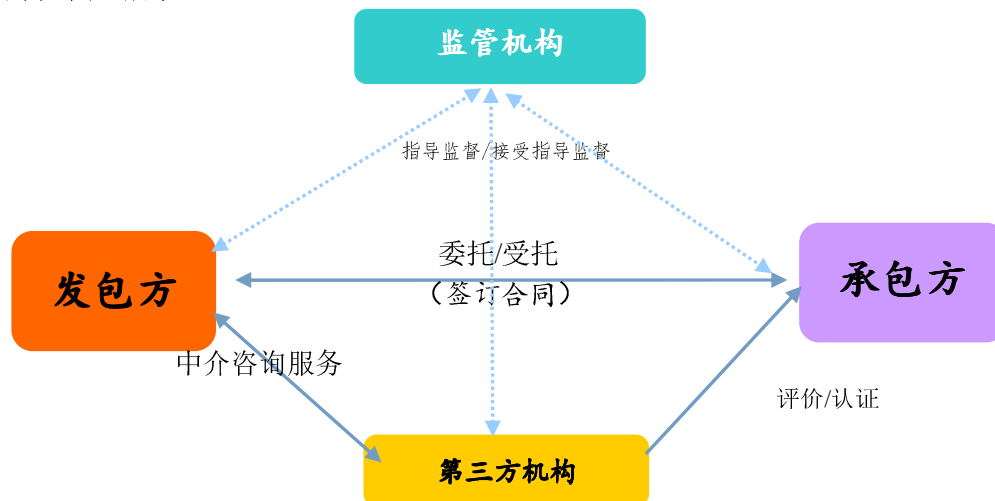 监管机构
指导监督/接受指导监督
委托/受托
（签订合同）
发包方
承包方
中介咨询服务
评价/认证
第三方机构